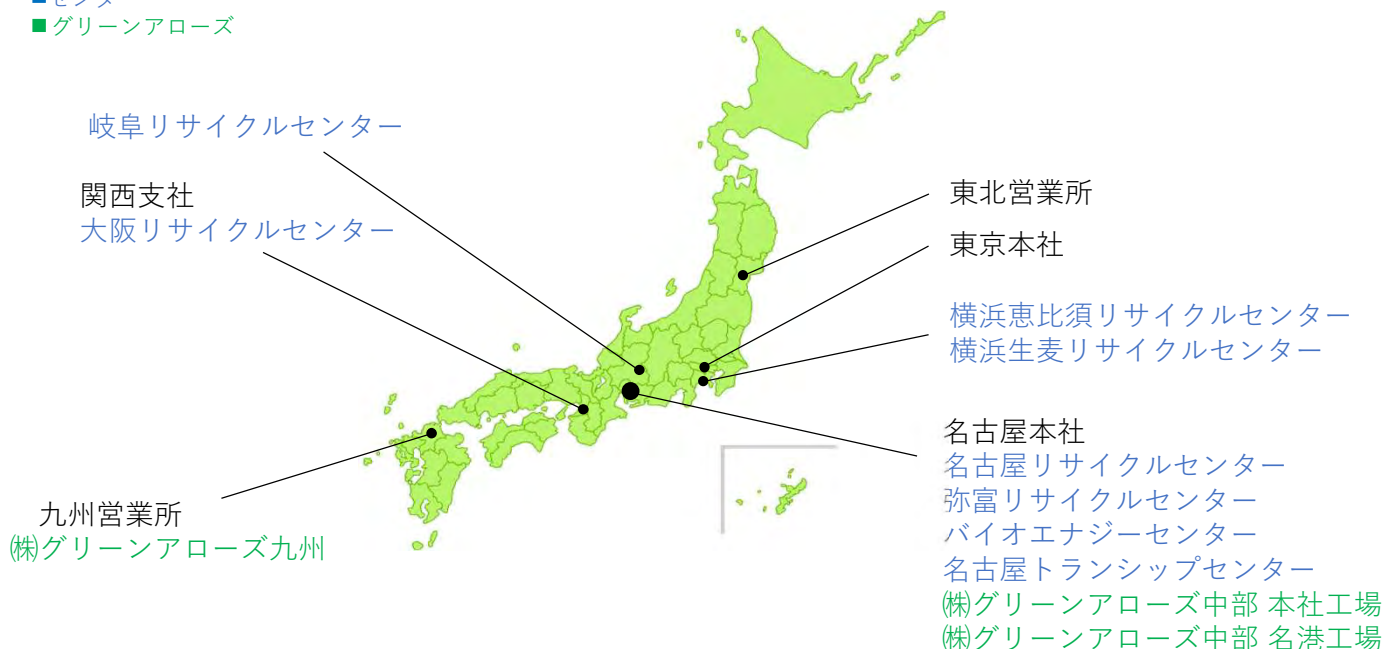 ■センター
■グリーンアローズ
岐阜リサイクルセンター
関西支社
大阪リサイクルセンター
九州営業所
㈱グリーンアローズ九州
東北営業所
東京本社
横浜恵比須リサイクルセンター
横浜生麦リサイクルセンター
名古屋本社
名古屋リサイクルセンター
弥富リサイクルセンター
バイオエナジーセンター
名古屋トランシップセンター
㈱グリーンアローズ中部 本社工場
㈱グリーンアローズ中部 名港工場